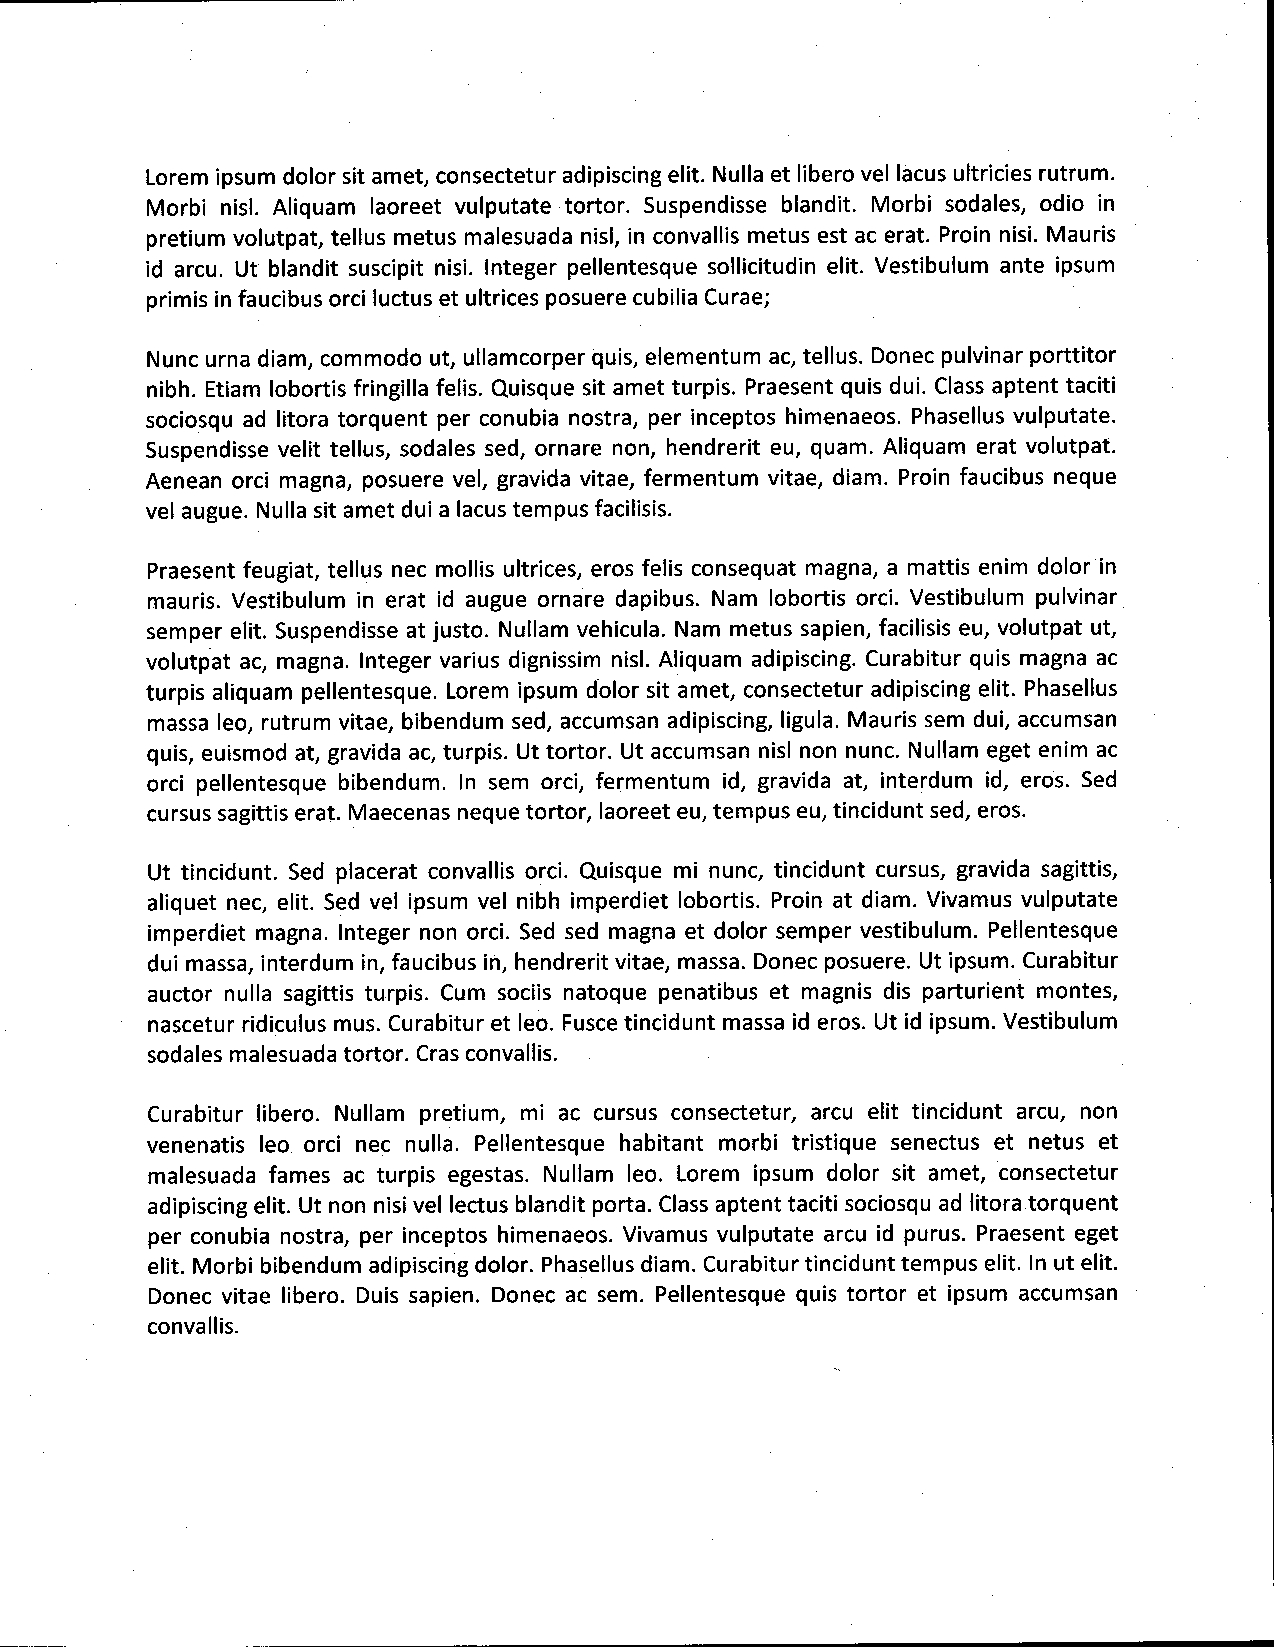 Lorem ipsum dolor sit amet, consectetur adipiscing elit. Nulla et libero vel lacus ultricies rutrum.
Morbi nisl. Aliquam laoreet vulputate tortor. Suspendisse blandit. Morbi sodales, odio in
pretium volutpat, tellus metus malesuada nisl, in convallis metus est ac erat. Proin nisi. Mauris
id arcu. Ut blandit suscipit nisi. Integer pellentesque sollicitudin elit. Vestibulum ante ipsum
primis in faucibus orci luctus et ultrices posuere cubilia Curae;
Nunc urna diam, commodo ut, ullamcorper quis, elementum ac, tellus. Donec pulvinar porttitor
nibh. Etiam lobortis fringilla felis. Quisque sit amet turpis. Praesent quis dui. Class aptent taciti
sociosqu ad litora torquent per conubia nostra, per inceptos himenaeos. Phasellus vulputate.
Suspendisse velit tellus, sodales sed, ornare non, hendrerit eu, quam. Aliquam erat volutpat.
Aenean orci magna, posuere vel, gravida vitae, fermentum vitae, diam. Proin faucibus neque
vel augue. Nulla sit amet dui a lacus tempus facilisis.
Praesent feugiat, tellus nec mollis ultrices, eros felis consequat magna, a mattis enim dolor in
mauris. Vestibulum in erat id augue ornare dapibus. Nam lobortis orci. Vestibulum pulvinar
semper elit. Suspendisse at justo. Nullam vehicula. Nam metus sapien, facilisis eu, volutpat ut,
volutpat ac, magna. Integer varius dignissim nisl. Aliquam adipiscing. Curabitur quis magna ac
turpis aliquam pellentesque. Lorem ipsum dolor sit amet, consectetur adipiscing elit. Phasellus
massa leo, rutrum vitae, bibendum sed, accumsan adipiscing, ligula. Mauris sem dui, accumsan
quis, euismod at, gravida ac, turpis. Ut tortor. Ut accumsan nisl non nunc. Nullam eget enim ac
orci pellentesque bibendum. In sem orci, fermentum id, gravida at, interdum id, eros. Sed
cursus sagittis erat. Maecenas neque tortor, laoreet eu, tempus eu, tincidunt sed, eros.
Ut tincidunt. Sed placerat convallis orci. Quisque mi nunc, tincidunt cursus, gravida sagittis,
aliquet nec, elit. Sed vel ipsum vel nibh imperdiet lobortis. Proin at diam. Vivamus vulputate
imperdiet magna. Integer non orci. Sed sed magna et dolor semper vestibulum. Pellentesque
dui massa, interdum in, faucibus in, hendrerit vitae, massa. Donec posuere. Ut ipsum. Curabitur
auctor nulla sagittis turpis. Cum sociis natoque penatibus et magnis dis parturient montes,
nascetur ridiculus mus. Curabitur et leo. Fusce tincidunt massa id eros. Ut id ipsum. Vestibulum
sodales malesuada tortor. Cras convallis.
Curabitur libero. Nullam pretium, mi ac cursus consectetur, arcu elit tincidunt arcu, non
venenatis leo orci nec nulla. Pellentesque habitant morbi tristique senectus et netus et
malesuada fames ac turpis egestas. Nullam leo. Lorem ipsum dolor sit amet, consectetur
adipiscing elit. Ut non nisi vel lectus blandit porta. Class aptent taciti sociosqu ad litora torquent
per conubia nostra, per inceptos himenaeos. Vivamus vulputate arcu id purus. Praesent eget
elit. Morbi bibendum adipiscing dolor. Phasellus diam. Curabitur tincidunt tempus elit. In ut elit.
Donec vitae libero. Duis sapien. Donec ac sem. Pellentesque quis tortor et ipsum accumsan
convallis.